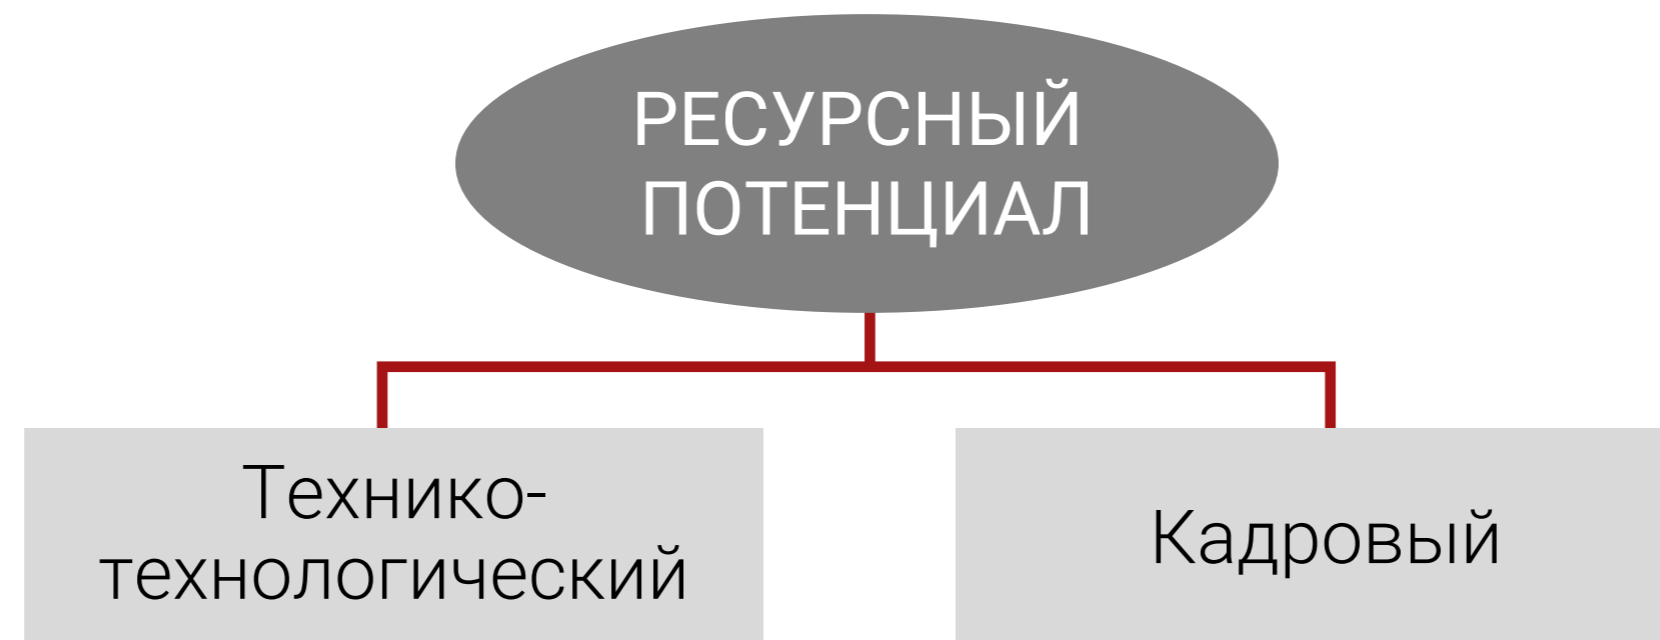 РЕСУРСНЫЙ
ПОТЕНЦИАЛ
Технико-
технологический
Кадровый